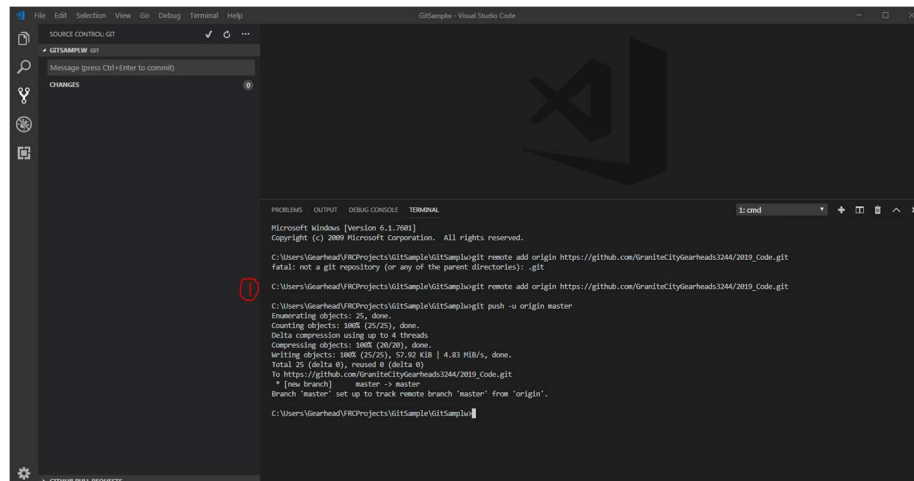 File Edit Selection View Go Debug Terminal Help
GitSamplw - Visual Studio Code
SOURCE CONTROL: GIT
GITSAMPLW GIT
Message (press Ctrl+Enter to commit)
CHANGES 0
PROBLEMS OUTPUT DEBUG CONSOLE TERMINAL
1: cmd
Microsoft Windows [Version 6.1.7601]
Copyright (c) 2009 Microsoft Corporation. All rights reserved.
C:\Users\Gearhead\FRCProjects\GitSample\GitSamplw>git remote add origin https://github.com/GraniteCityGearheads3244/2019_Code.git
fatal: not a git repository (or any of the parent directories): .git
1
C:\Users\Gearhead\FRCProjects\GitSample\GitSamplw>git remote add origin https://github.com/GraniteCityGearheads3244/2019_Code.git
C:\Users\Gearhead\FRCProjects\GitSample\GitSamplw>git push -u origin master
Enumerating objects: 25, done.
Counting objects: 100% (25/25), done.
Delta compression using up to 4 threads
Compressing objects: 100% (20/20), done.
Writing objects: 100% (25/25), 57.92 KiB | 4.83 MiB/s, done.
Total 25 (delta 0), reused 0 (delta 0)
To https://github.com/GraniteCityGearheads3244/2019_Code.git
* [new branch] master -> master
Branch 'master' set up to track remote branch 'master' from 'origin'.
C:\Users\Gearhead\FRCProjects\GitSample\GitSamplw>
GITHUB PULL REQUESTS